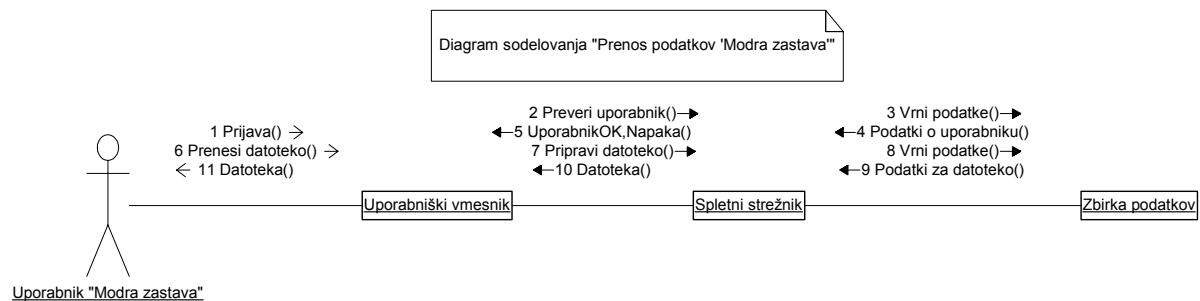 Diagram sodelovanja "Prenos podatkov 'Modra zastava'"
1 Prijava()
6 Prenesi datoteko()
11 Datoteka()
2 Preveri uporabnik()
5 UporabnikOK,Napaka()
7 Pripravi datoteko()
10 Datoteka()
3 Vrni podatke()
4 Podatki o uporabniku()
8 Vrni podatke()
9 Podatki za datoteko()
Uporabniški vmesnik
Spletni strežnik
Zbirka podatkov
Uporabnik "Modra zastava"